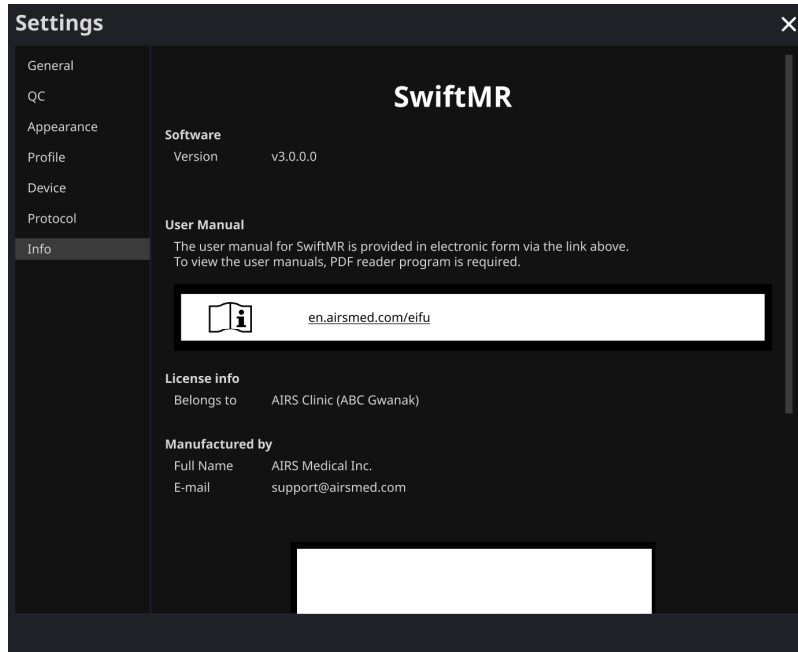 Settings
General
QC
Appearance
Profile
Device
Protocol
Info
SwiftMR
Software
Version v3.0.0.0
User Manual
The user manual for SwiftMR is provided in electronic form via the link above.
To view the user manuals, PDF reader program is required.
en.airsmed.com/eifu
License info
Belongs to AIRS Clinic (ABC Gwanak)
Manufactured by
Full Name AIRS Medical Inc.
E-mail support@airsmed.com